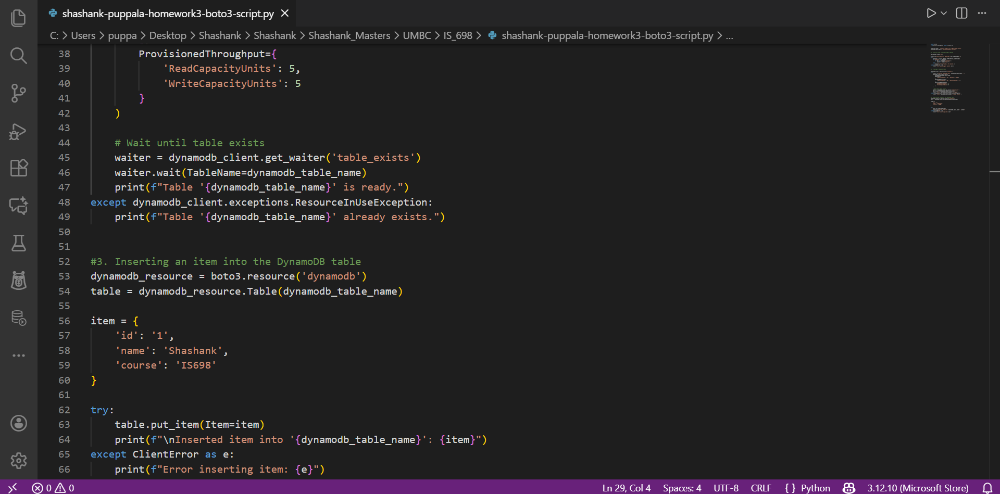 shashank-puppala-homework3-boto3-script.py
C: > Users > puppa > Desktop > Shashank > Shashank > Shashank_Masters > UMBC > IS_698 > shashank-puppala-homework3-boto3-script.py > ...
38         ProvisionedThroughput={
39             'ReadCapacityUnits': 5,
40             'WriteCapacityUnits': 5
41         }
42     )
43
44     # Wait until table exists
45     waiter = dynamodb_client.get_waiter('table_exists')
46     waiter.wait(TableName=dynamodb_table_name)
47     print(f"Table '{dynamodb_table_name}' is ready.")
48 except dynamodb_client.exceptions.ResourceInUseException:
49     print(f"Table '{dynamodb_table_name}' already exists.")
50
51
52 #3. Inserting an item into the DynamoDB table
53 dynamodb_resource = boto3.resource('dynamodb')
54 table = dynamodb_resource.Table(dynamodb_table_name)
55
56 item = {
57     'id': '1',
58     'name': 'Shashank',
59     'course': 'IS698'
60 }
61
62 try:
63     table.put_item(Item=item)
64     print(f"\nInserted item into '{dynamodb_table_name}': {item}")
65 except ClientError as e:
66     print(f"Error inserting item: {e}")
0 0 Ln 29, Col 4 Spaces: 4 UTF-8 CRLF { } Python 3.12.10 (Microsoft Store)